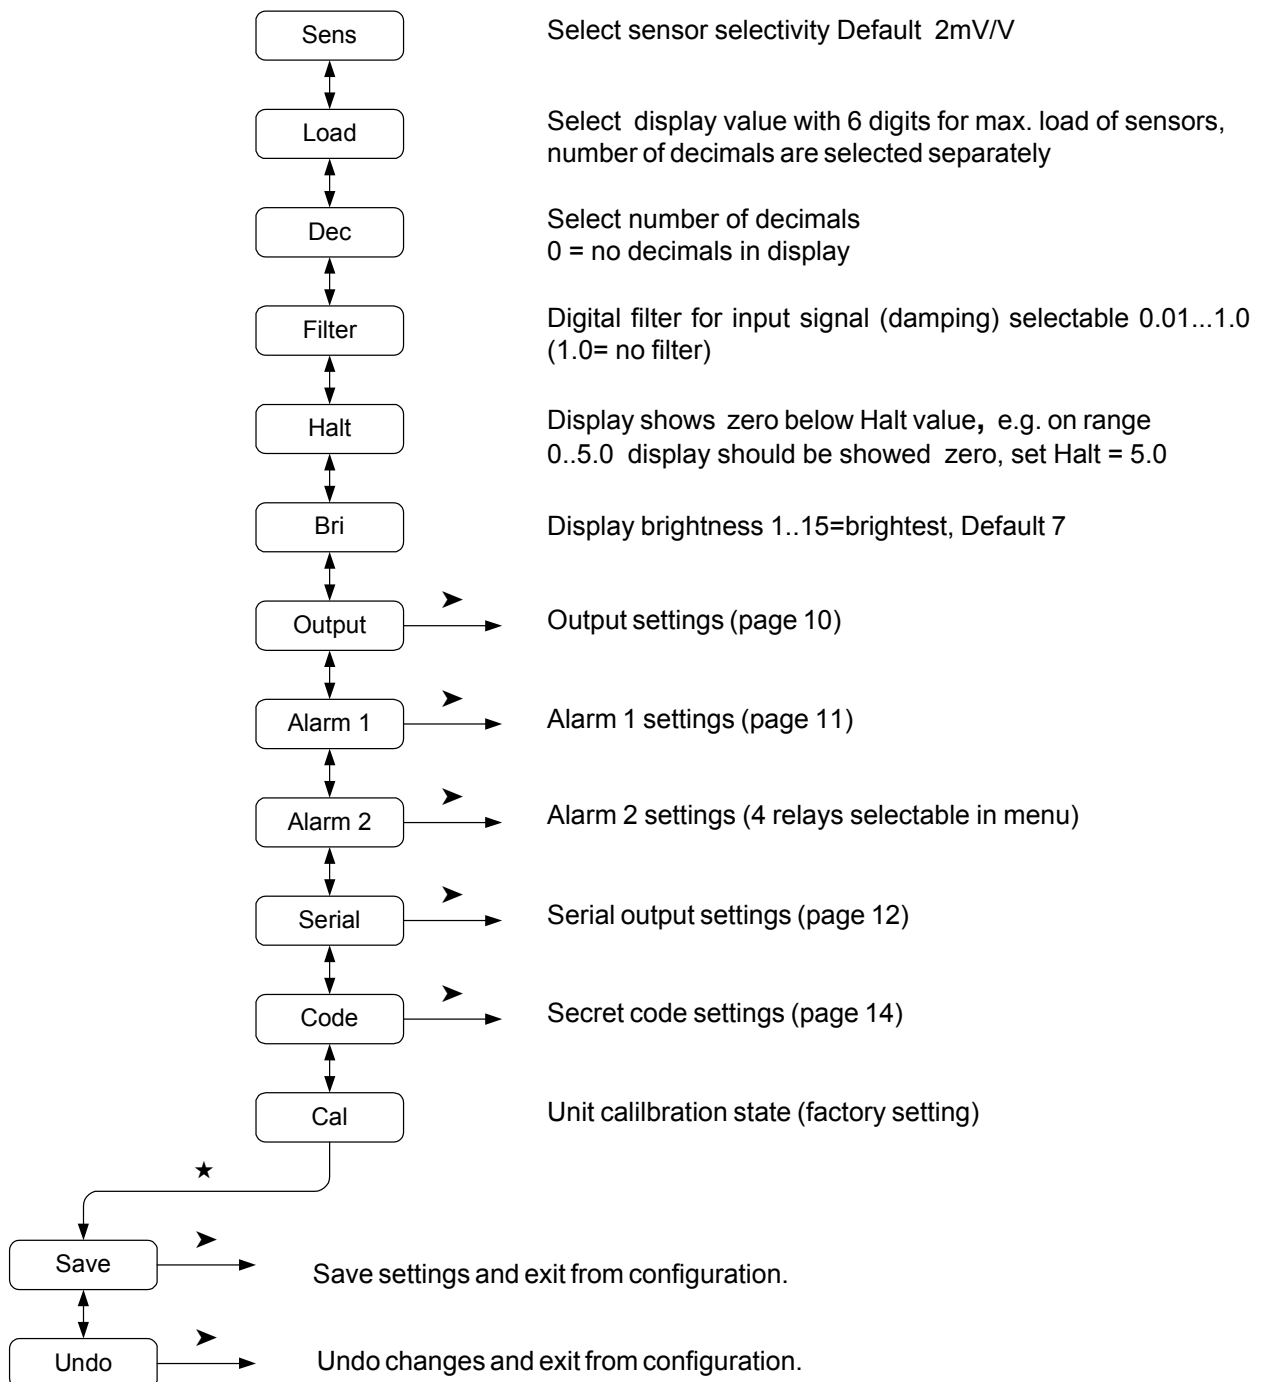 Sens
Select sensor selectivity Default 2mV/V
Load
Select display value with 6 digits for max. load of sensors,
number of decimals are selected separately
Dec
Select number of decimals
0 = no decimals in display
Filter
Digital filter for input signal (damping) selectable 0.01...1.0
(1.0= no filter)
Halt
Display shows zero below Halt value, e.g. on range
0..5.0 display should be showed zero, set Halt = 5.0
Bri
Display brightness 1..15=brightest, Default 7
Output
Output settings (page 10)
Alarm 1
Alarm 1 settings (page 11)
Alarm 2
Alarm 2 settings (4 relays selectable in menu)
Serial
Serial output settings (page 12)
Code
Secret code settings (page 14)
Cal
Unit calilbration state (factory setting)
Save
Save settings and exit from configuration.
Undo
Undo changes and exit from configuration.